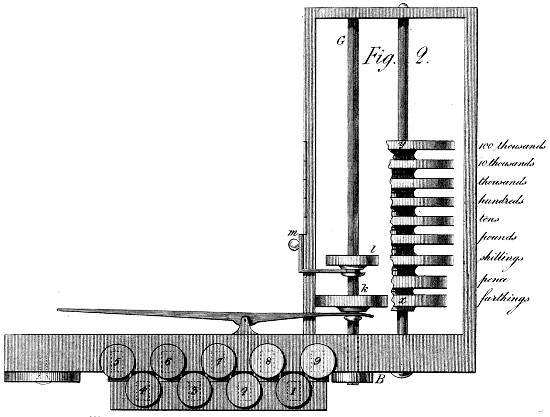 G
Fig. 2.
y
100 thousands
10 thousands
thousands
hundreds
tens
pounds
m
l
shillings
k
pence
x
farthings
5 6 7 8 9
B
4 3 2 1